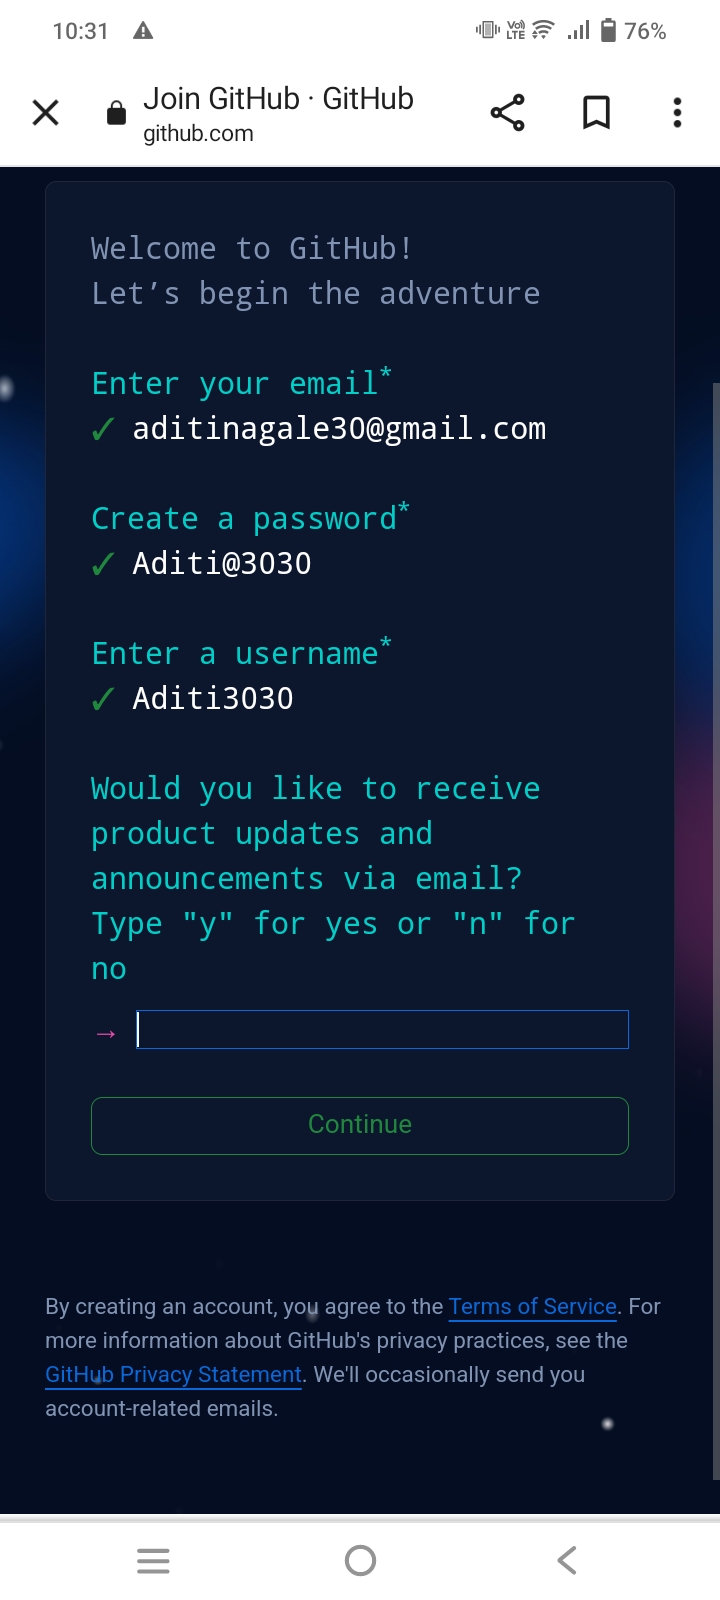 10:31 Vo) LTE 76%
Join GitHub · GitHub
github.com
Welcome to GitHub!
Let’s begin the adventure
Enter your email*
✓ aditinagale30@gmail.com
Create a password*
✓ Aditi@3030
Enter a username*
✓ Aditi3030
Would you like to receive
product updates and
announcements via email?
Type "y" for yes or "n" for
no
→
Continue
By creating an account, you agree to the Terms of Service. For
more information about GitHub's privacy practices, see the
GitHub Privacy Statement. We'll occasionally send you
account-related emails.